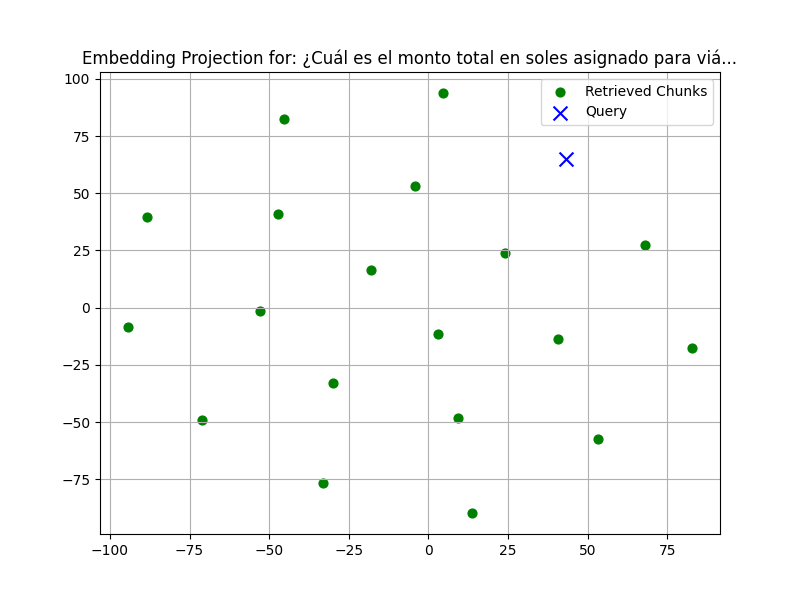 Embedding Projection for: ¿Cuál es el monto total en soles asignado para viá...
Retrieved Chunks
Query
100
75
50
25
0
−25
−50
−75
−100 −75 −50 −25 0 25 50 75